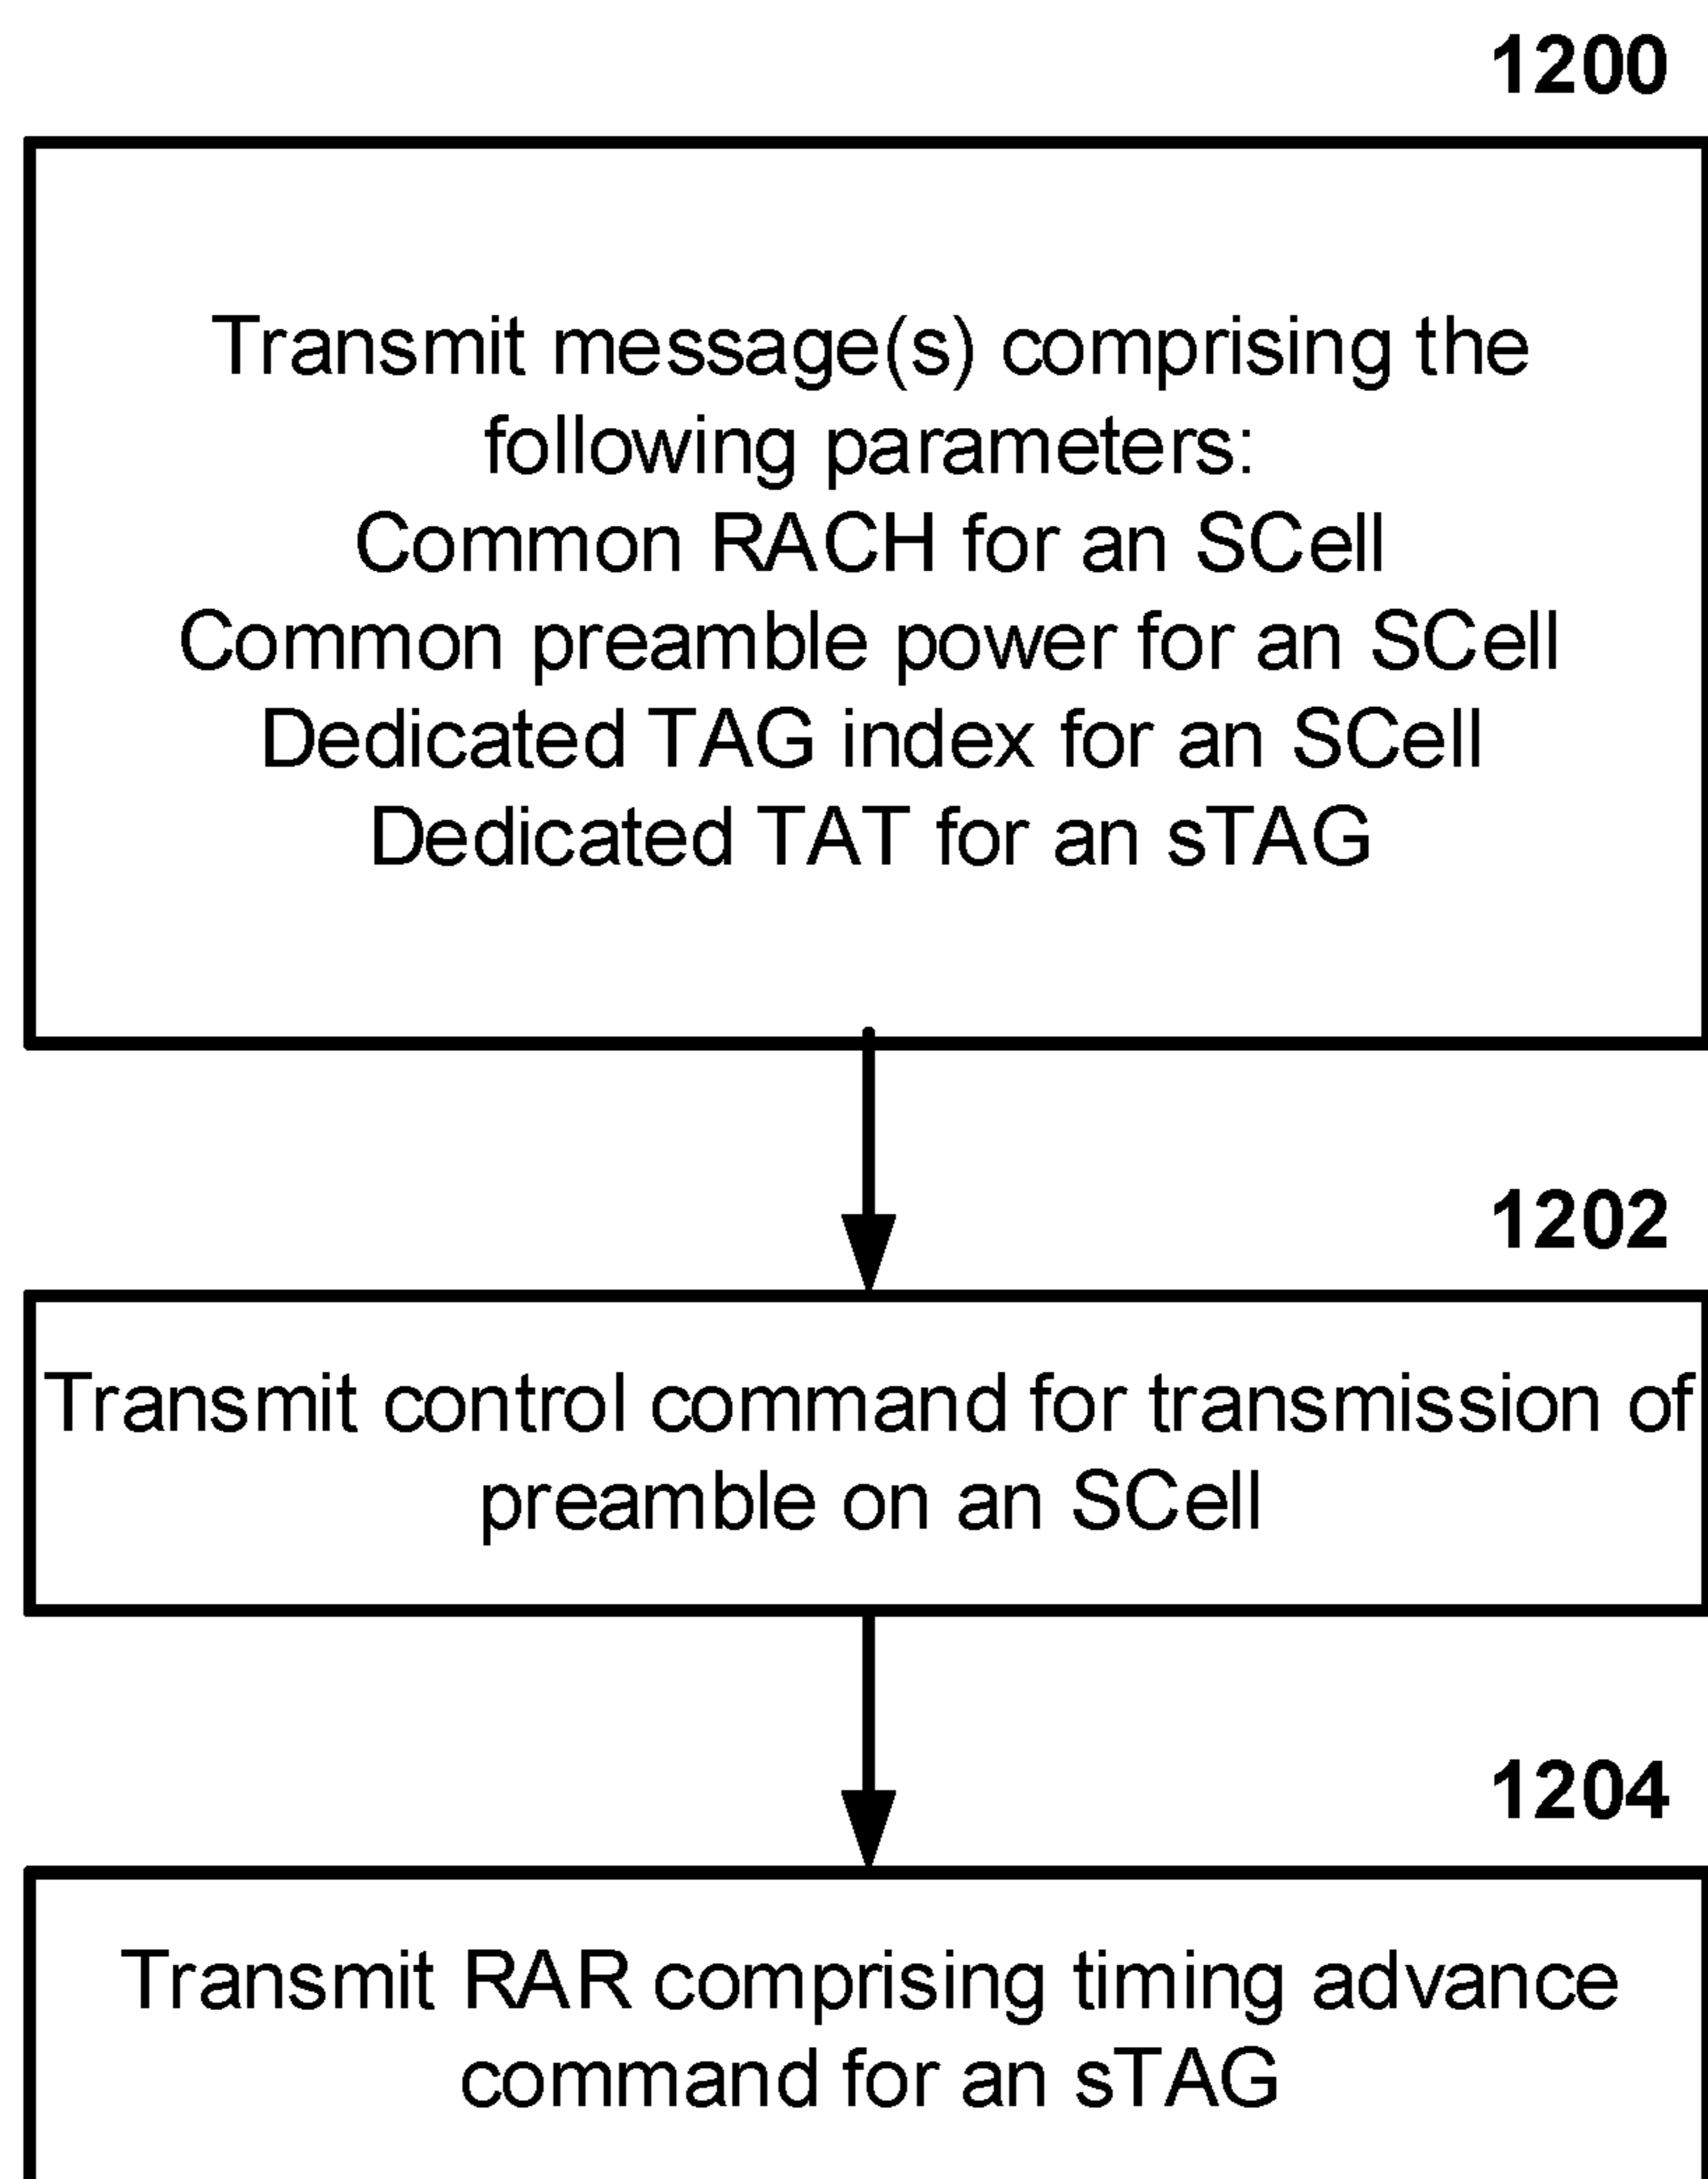 1200
Transmit message(s) comprising the
following parameters:
Common RACH for an SCell
Common preamble power for an SCell
Dedicated TAG index for an SCell
Dedicated TAT for an sTAG
1202
Transmit control command for transmission of
preamble on an SCell
1204
Transmit RAR comprising timing advance
command for an sTAG